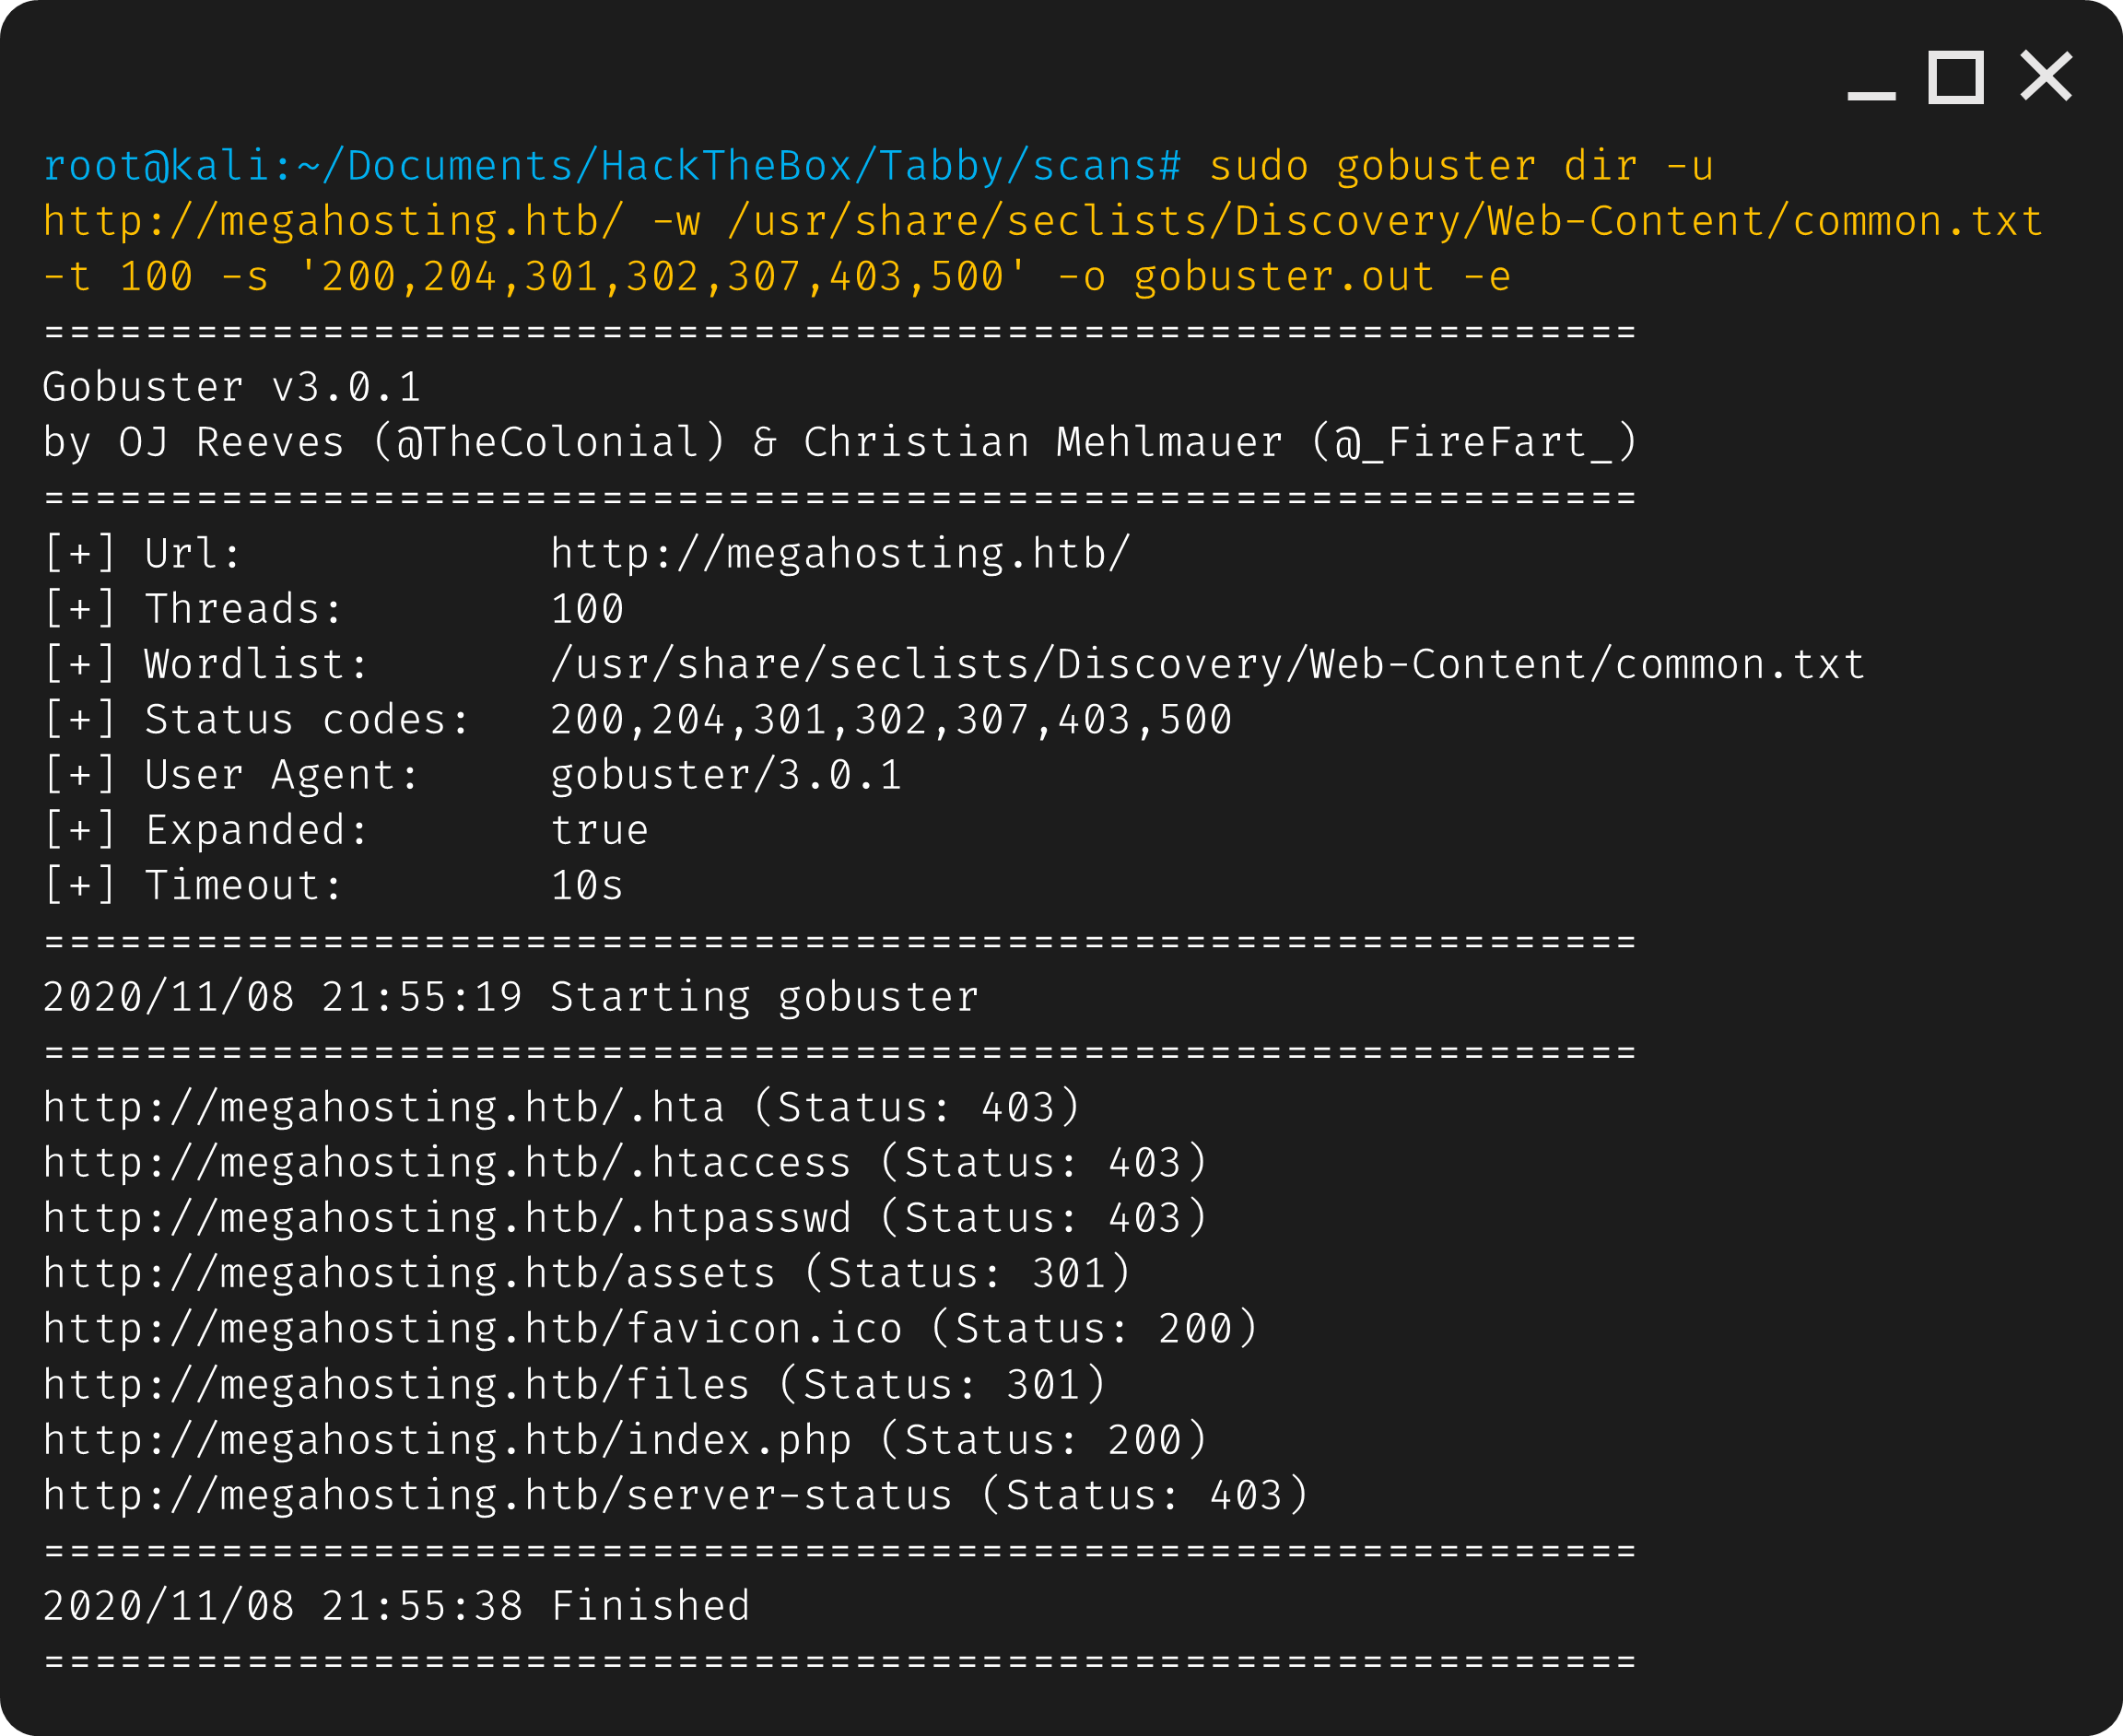 root@kali:~/Documents/HackTheBox/Tabby/scans# sudo gobuster dir -u
http://megahosting.htb/ -w /usr/share/seclists/Discovery/Web-Content/common.txt
-t 100 -s '200,204,301,302,307,403,500' -o gobuster.out -e
===============================================================
Gobuster v3.0.1
by OJ Reeves (@TheColonial) & Christian Mehlmauer (@_FireFart_)
===============================================================
[+] Url:            http://megahosting.htb/
[+] Threads:        100
[+] Wordlist:       /usr/share/seclists/Discovery/Web-Content/common.txt
[+] Status codes:   200,204,301,302,307,403,500
[+] User Agent:     gobuster/3.0.1
[+] Expanded:       true
[+] Timeout:        10s
===============================================================
2020/11/08 21:55:19 Starting gobuster
===============================================================
http://megahosting.htb/.hta (Status: 403)
http://megahosting.htb/.htaccess (Status: 403)
http://megahosting.htb/.htpasswd (Status: 403)
http://megahosting.htb/assets (Status: 301)
http://megahosting.htb/favicon.ico (Status: 200)
http://megahosting.htb/files (Status: 301)
http://megahosting.htb/index.php (Status: 200)
http://megahosting.htb/server-status (Status: 403)
===============================================================
2020/11/08 21:55:38 Finished
===============================================================